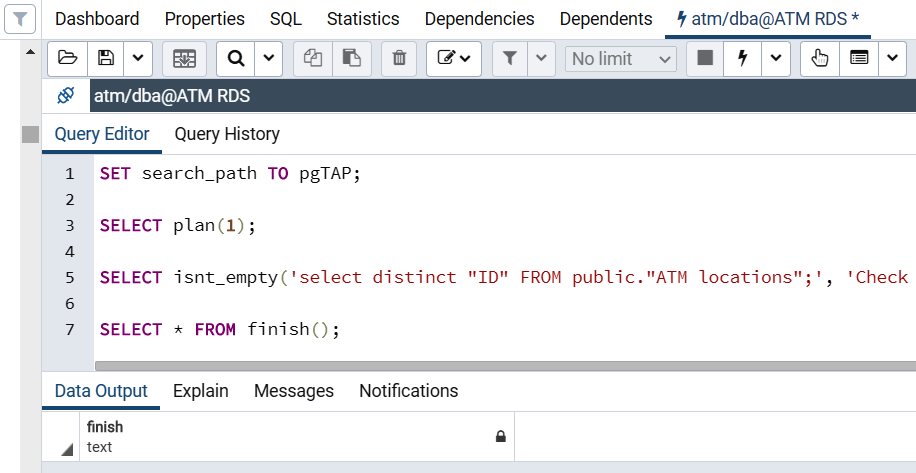 Dashboard Properties SQL Statistics Dependencies Dependents atm/dba@ATM RDS *
No limit
atm/dba@ATM RDS
Query Editor Query History
1 SET search_path TO pgTAP;
2
3 SELECT plan(1);
4
5 SELECT isnt_empty('select distinct "ID" FROM public."ATM locations";', 'Check
6
7 SELECT * FROM finish();
Data Output Explain Messages Notifications
finish
text